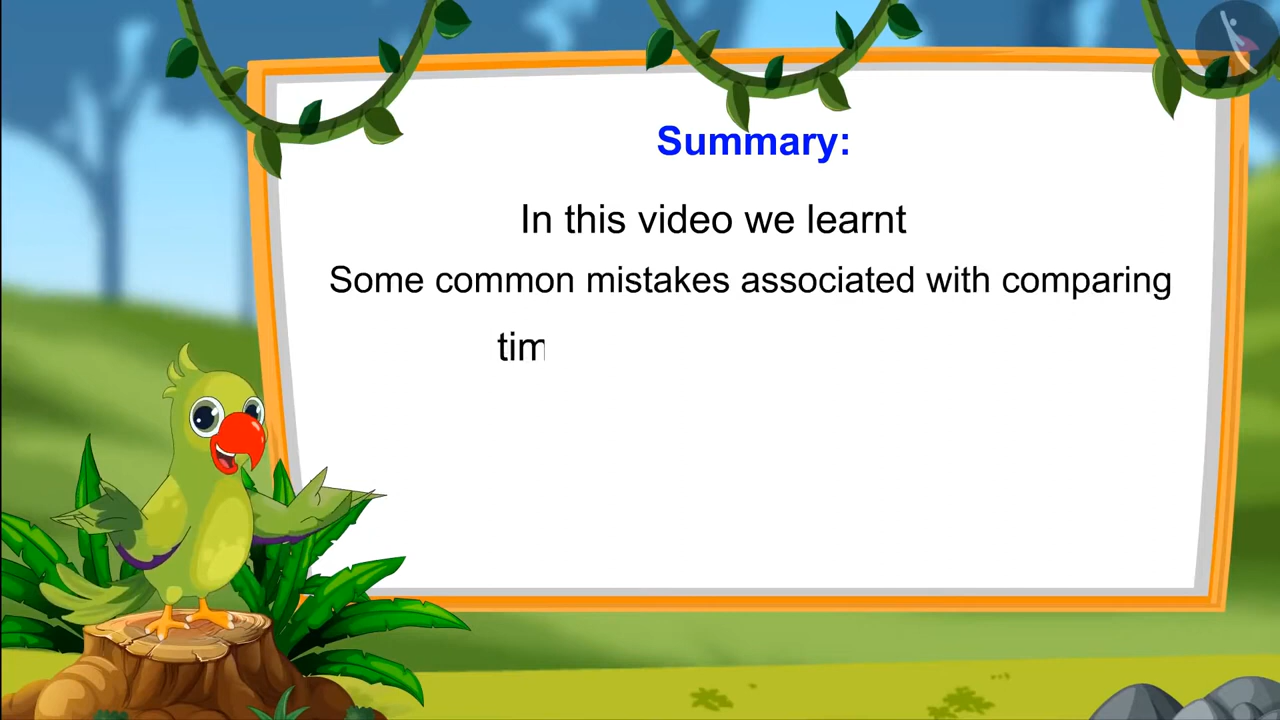 Summary:
In this video we learnt
Some common mistakes associated with comparing
tim